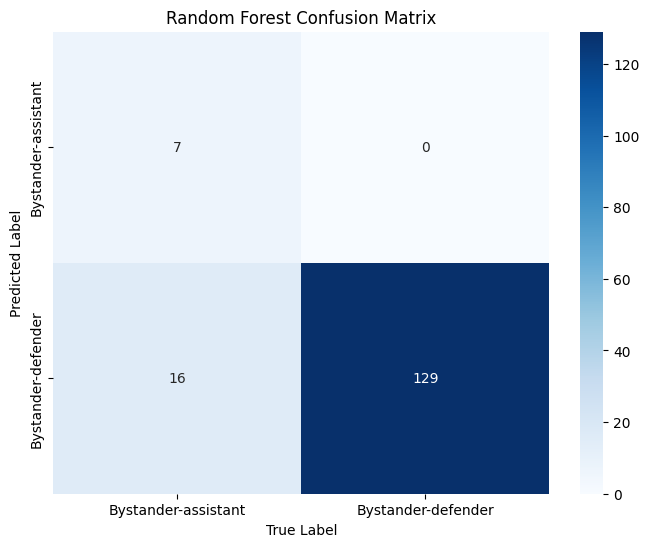 Random Forest Confusion Matrix
Predicted Label
Bystander-assistant
Bystander-defender
7
0
16
129
Bystander-assistant
Bystander-defender
True Label
120
100
80
60
40
20
0